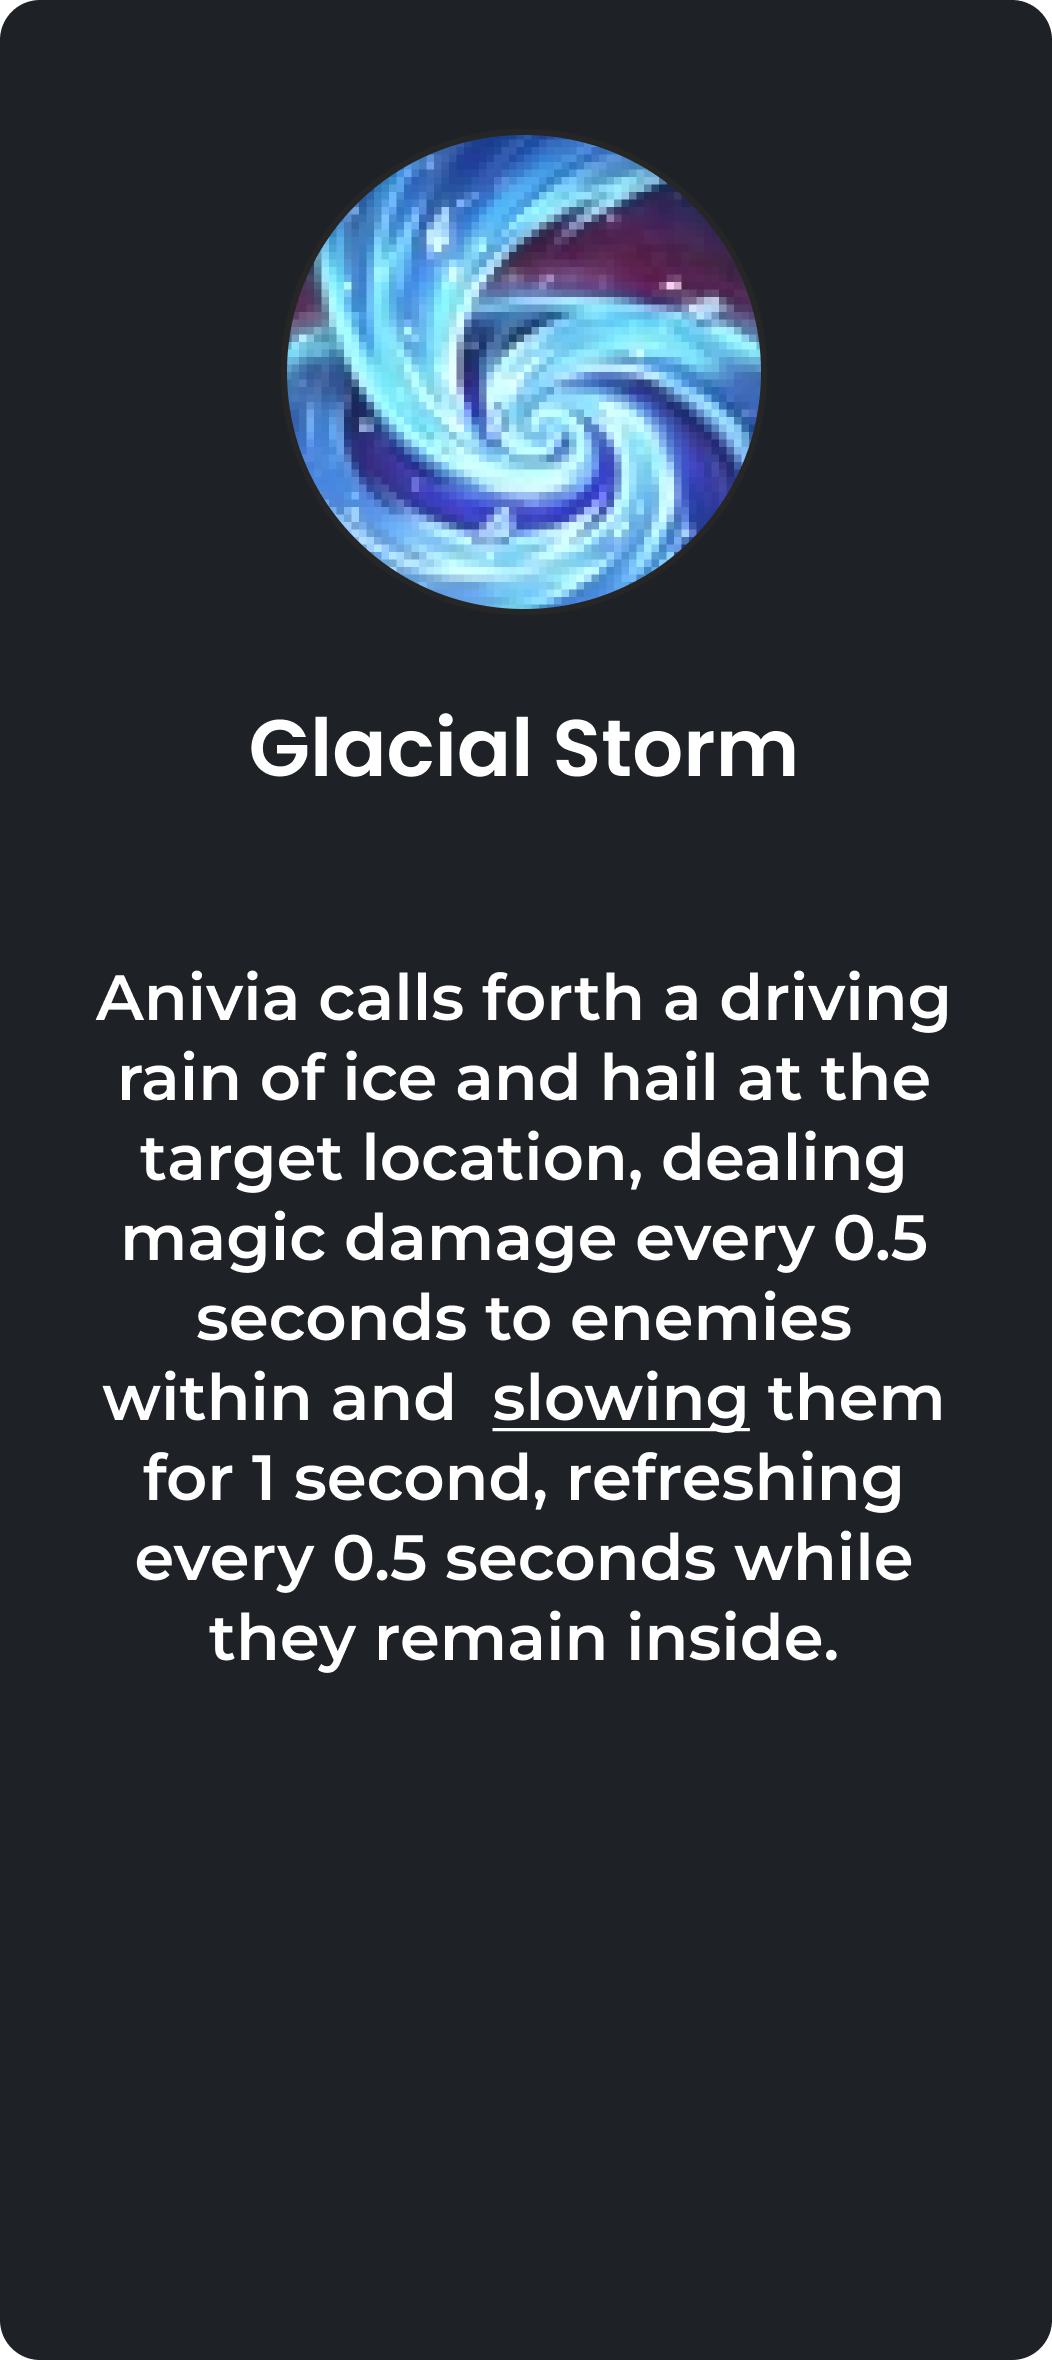 Glacial Storm
Anivia calls forth a driving
rain of ice and hail at the
target location, dealing
magic damage every 0.5
seconds to enemies
within and  slowing them
for 1 second, refreshing
every 0.5 seconds while
they remain inside.